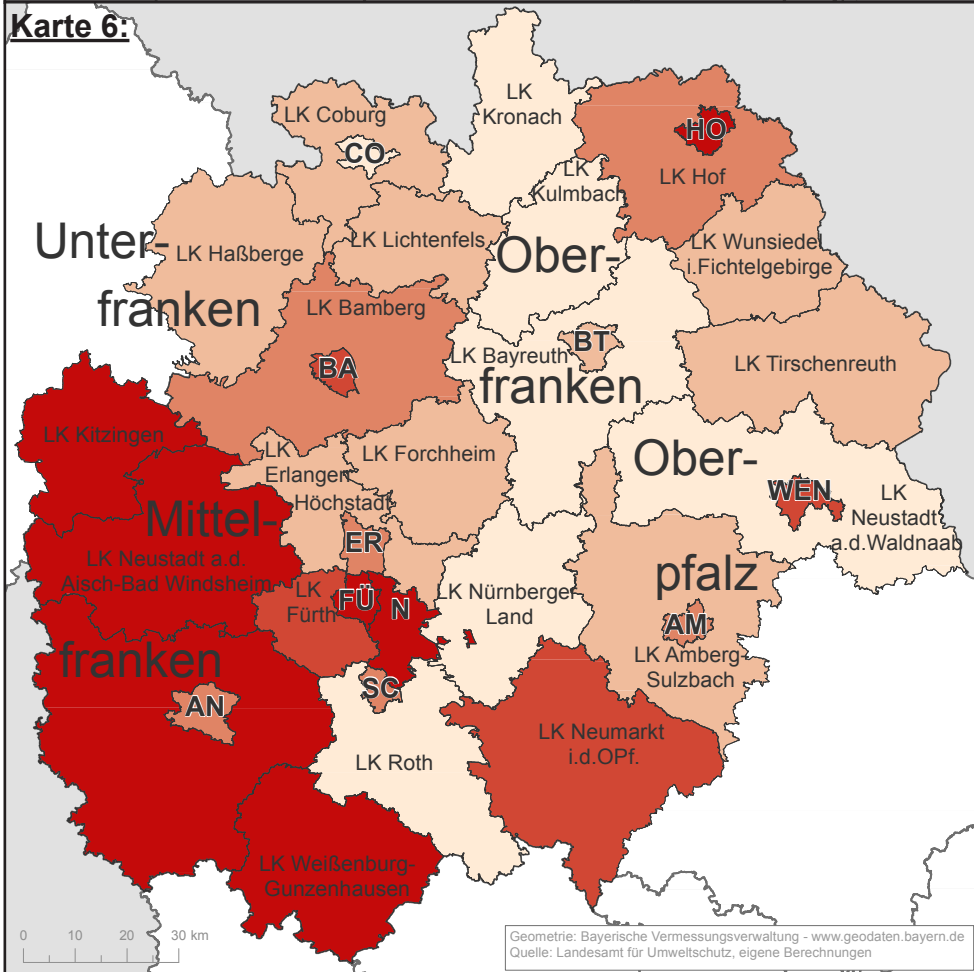 Karte 6:
LK
Kronach
LK Coburg
HO
CO
LK Hof
LK
Kulmbach
Unter-
franken
LK Haßberge
LK Lichtenfels
Ober-
franken
LK Wunsiedel
i.Fichtelgebirge
LK Bamberg
BA
LK Bayreuth
BT
LK Tirschenreuth
LK Kitzingen
LK
Erlangen
Höchstadt
LK Forchheim
Ober-
pfalz
WEN
LK
Neustadt
a.d.Waldnaab
Mittel-
franken
ER
LK Neustadt a.d.
Aisch-Bad Windsheim
LK
Fürth
FÜ
N
LK Nürnberger
Land
AM
LK Amberg-
Sulzbach
SC
AN
LK Neumarkt
i.d.OPf.
LK Roth
LK Weißenburg-
Gunzenhausen
0 10 20 30 km
Geometrie: Bayerische Vermessungsverwaltung - www.geodaten.bayern.de
Quelle: Landesamt für Umweltschutz, eigene Berechnungen